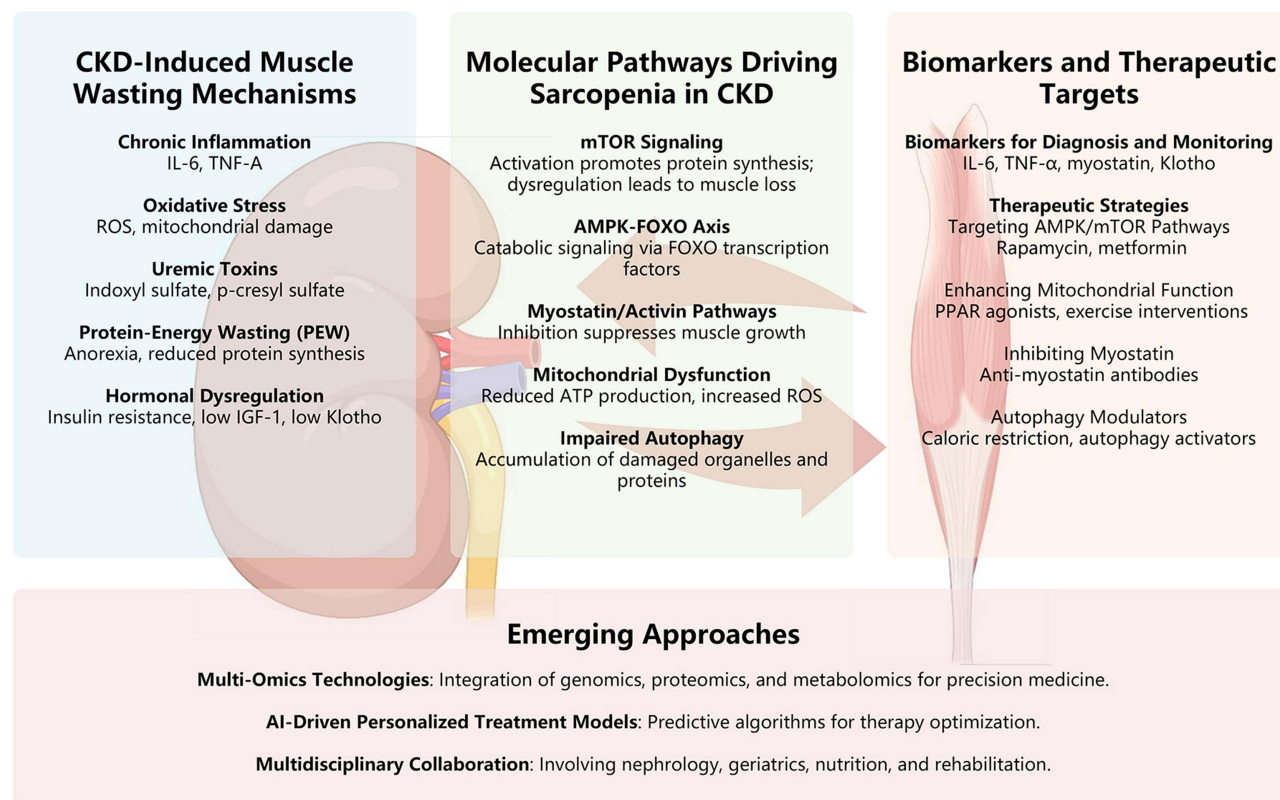 CKD-Induced Muscle
Wasting Mechanisms
Chronic Inflammation
IL-6, TNF-A
Oxidative Stress
ROS, mitochondrial damage
Uremic Toxins
Indoxyl sulfate, p-cresyl sulfate
Protein-Energy Wasting (PEW)
Anorexia, reduced protein synthesis
Hormonal Dysregulation
Insulin resistance, low IGF-1, low Klotho
Molecular Pathways Driving
Sarcopenia in CKD
mTOR Signaling
Activation promotes protein synthesis;
dysregulation leads to muscle loss
AMPK-FOXO Axis
Catabolic signaling via FOXO transcription
factors
Myostatin/Activin Pathways
Inhibition suppresses muscle growth
Mitochondrial Dysfunction
Reduced ATP production, increased ROS
Impaired Autophagy
Accumulation of damaged organelles and
proteins
Biomarkers and Therapeutic
Targets
Biomarkers for Diagnosis and Monitoring
IL-6, TNF-α, myostatin, Klotho
Therapeutic Strategies
Targeting AMPK/mTOR Pathways
Rapamycin, metformin
Enhancing Mitochondrial Function
PPAR agonists, exercise interventions
Inhibiting Myostatin
Anti-myostatin antibodies
Autophagy Modulators
Caloric restriction, autophagy activators
Emerging Approaches
Multi-Omics Technologies: Integration of genomics, proteomics, and metabolomics for precision medicine.
AI-Driven Personalized Treatment Models: Predictive algorithms for therapy optimization.
Multidisciplinary Collaboration: Involving nephrology, geriatrics, nutrition, and rehabilitation.